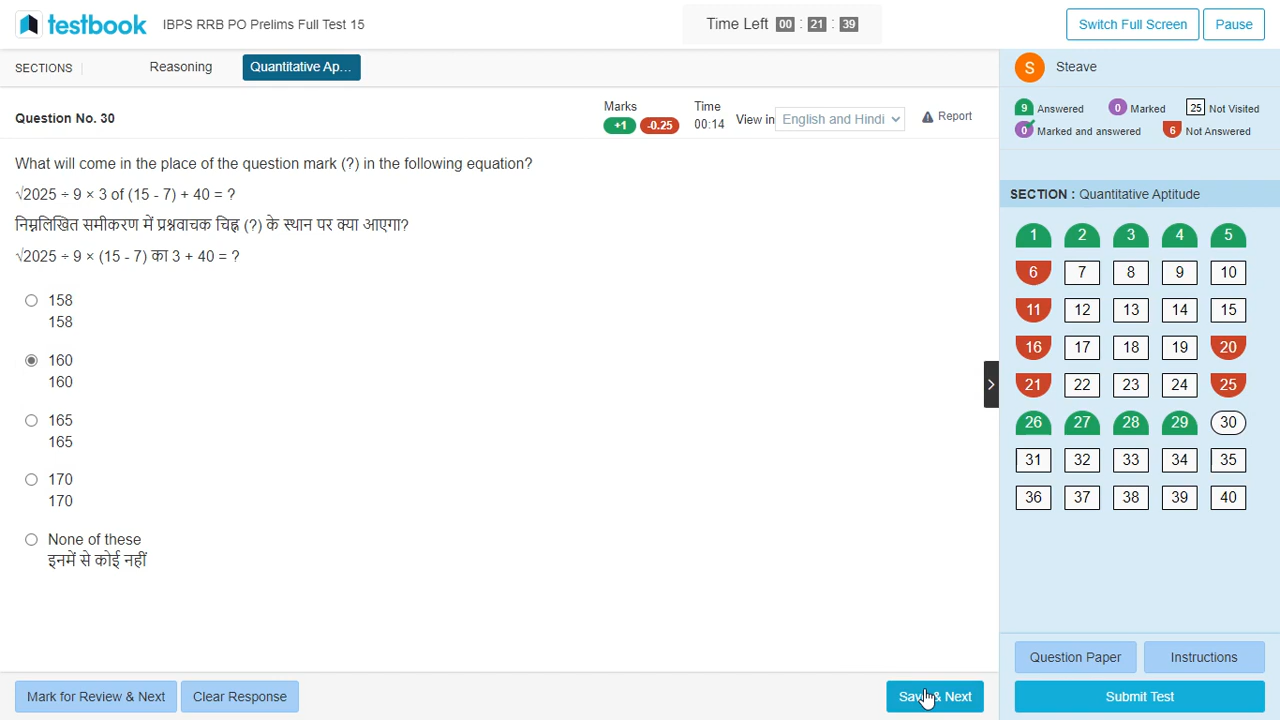 testbook IBPS RRB PO Prelims Full Test 15 Time Left 00 : 21 : 39 Switch Full Screen Pause
SECTIONS Reasoning Quantitative Ap... S Steave
9 Answered 0 Marked 25 Not Visited
0 Marked and answered 6 Not Answered
Question No. 30 Marks +1 -0.25 Time 00:14 View in English and Hindi Report
What will come in the place of the question mark (?) in the following equation?
√2025 ÷ 9 × 3 of (15 - 7) + 40 = ?
निम्नलिखित समीकरण में प्रश्नवाचक चिह्न (?) के स्थान पर क्या आएगा?
√2025 ÷ 9 × (15 - 7) का 3 + 40 = ?
158
158
160
160
165
165
170
170
None of these
इनमें से कोई नहीं
SECTION : Quantitative Aptitude
1 2 3 4 5
6 7 8 9 10
11 12 13 14 15
16 17 18 19 20
21 22 23 24 25
26 27 28 29 30
31 32 33 34 35
36 37 38 39 40
Question Paper Instructions
Mark for Review & Next Clear Response Save & Next Submit Test